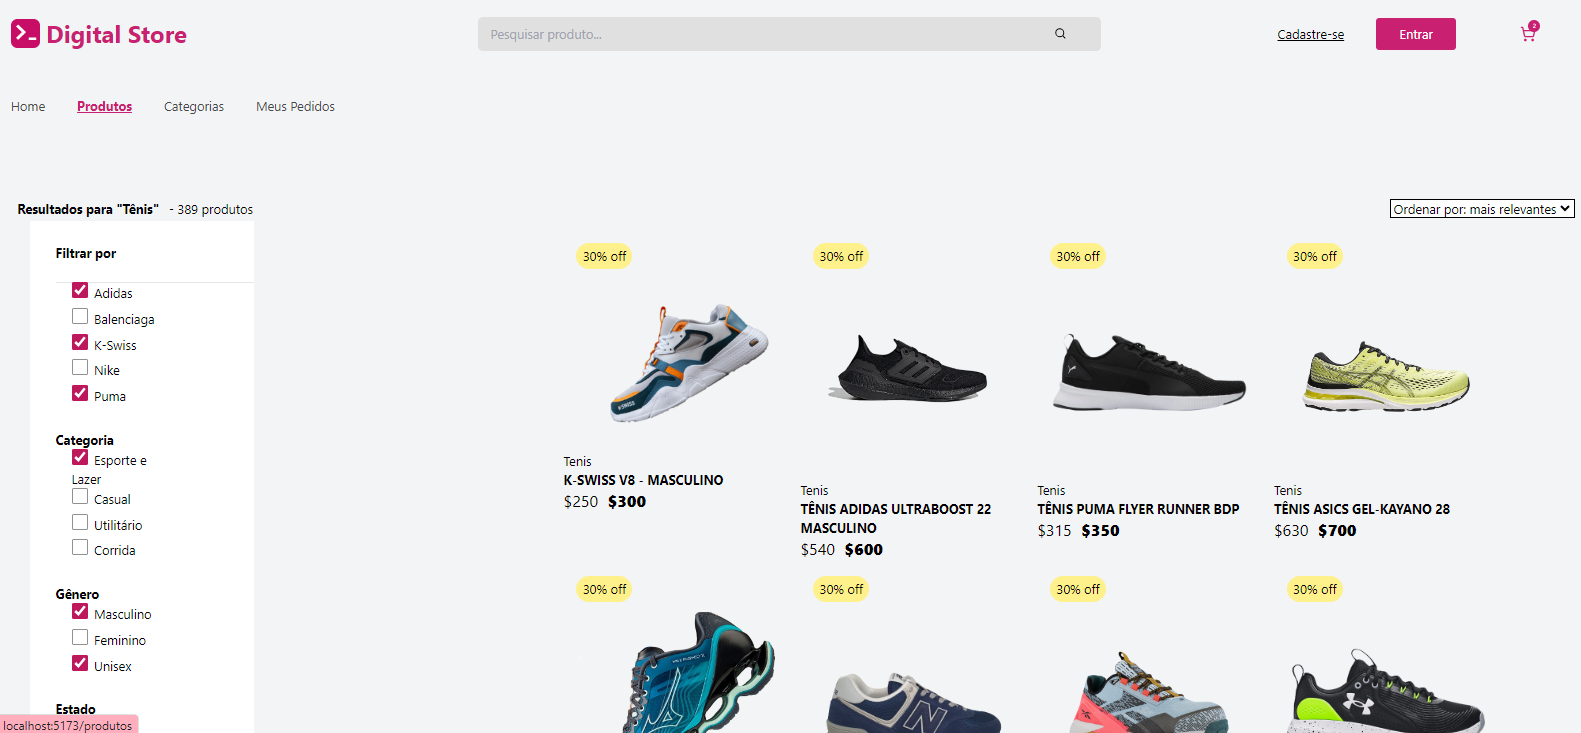 Digital Store
Pesquisar produto...
Cadastre-se
Entrar
2
Home
Produtos
Categorias
Meus Pedidos
Resultados para "Tênis" - 389 produtos
Ordenar por: mais relevantes
Filtrar por
Adidas
Balenciaga
K-Swiss
Nike
Puma
Categoria
Esporte e
Lazer
Casual
Utilitário
Corrida
Gênero
Masculino
Feminino
Unisex
Estado
30% off
30% off
30% off
30% off
K-SWISS
Tenis
K-SWISS V8 - MASCULINO
$250 $300
Tenis
TÊNIS ADIDAS ULTRABOOST 22
MASCULINO
$540 $600
Tenis
TÊNIS PUMA FLYER RUNNER BDP
$315 $350
Tenis
TÊNIS ASICS GEL-KAYANO 28
$630 $700
30% off
30% off
30% off
30% off
N
localhost:5173/produtos